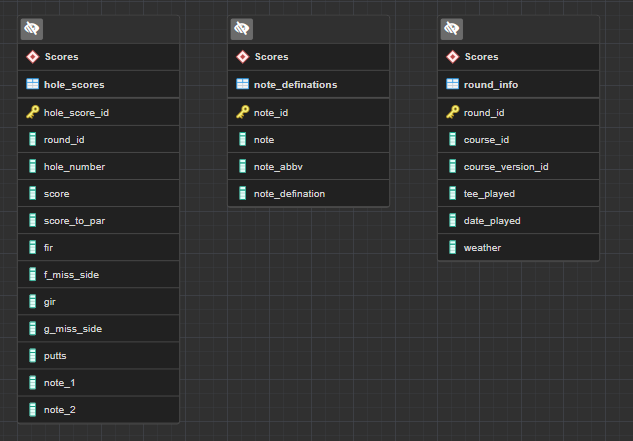 Scores
hole_scores
hole_score_id
round_id
hole_number
score
score_to_par
fir
f_miss_side
gir
g_miss_side
putts
note_1
note_2
Scores
note_definations
note_id
note
note_abbv
note_defination
Scores
round_info
round_id
course_id
course_version_id
tee_played
date_played
weather